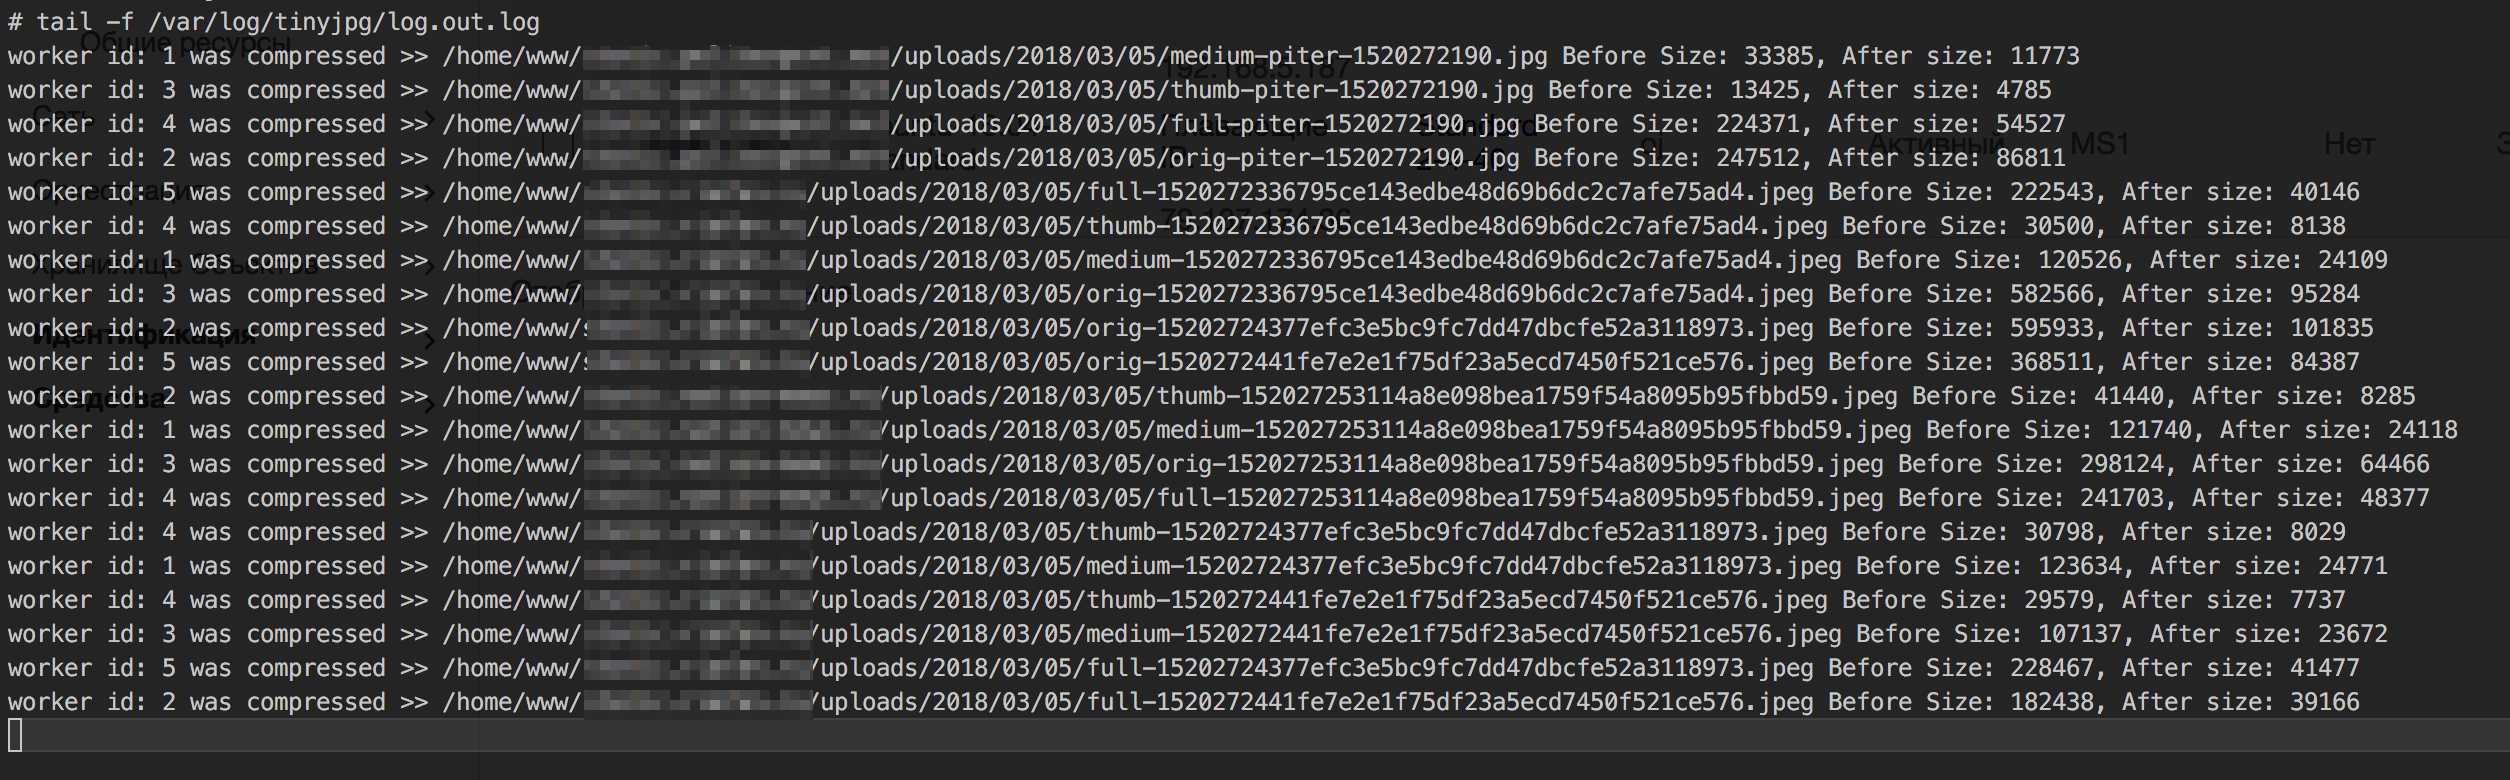 # tail -f /var/log/tinyjpg/log.out.log
Общие ресурсы
worker id: 1 was compressed >> /home/www/ /uploads/2018/03/05/medium-piter-1520272190.jpg Before Size: 33385, After size: 11773
192.168.5.187
worker id: 3 was compressed >> /home/www/ /uploads/2018/03/05/thumb-piter-1520272190.jpg Before Size: 13425, After size: 4785
Сеть
worker id: 4 was compressed >> /home/www/ /uploads/2018/03/05/full-piter-1520272190.jpg Before Size: 224371, After size: 54527
Плавающие Standard Активный MS1 Нет
worker id: 2 was compressed >> /home/www/ /uploads/2018/03/05/orig-piter-1520272190.jpg Before Size: 247512, After size: 86811
worker id: 5 was compressed >> /home/www/ /uploads/2018/03/05/full-1520272336795ce143edbe48d69b6dc2c7afe75ad4.jpeg Before Size: 222543, After size: 40146
worker id: 4 was compressed >> /home/www/ /uploads/2018/03/05/thumb-1520272336795ce143edbe48d69b6dc2c7afe75ad4.jpeg Before Size: 30500, After size: 8138
worker id: 1 was compressed >> /home/www/ /uploads/2018/03/05/medium-1520272336795ce143edbe48d69b6dc2c7afe75ad4.jpeg Before Size: 120526, After size: 24109
Хранилище Объектов
worker id: 3 was compressed >> /home/www/ /uploads/2018/03/05/orig-1520272336795ce143edbe48d69b6dc2c7afe75ad4.jpeg Before Size: 582566, After size: 95284
worker id: 2 was compressed >> /home/www/s /uploads/2018/03/05/orig-15202724377efc3e5bc9fc7dd47dbcfe52a3118973.jpeg Before Size: 595933, After size: 101835
Идентификация
worker id: 5 was compressed >> /home/www/s /uploads/2018/03/05/orig-1520272441fe7e2e1f75df23a5ecd7450f521ce576.jpeg Before Size: 368511, After size: 84387
worker id: 2 was compressed >> /home/www/ /uploads/2018/03/05/thumb-152027253114a8e098bea1759f54a8095b95fbbd59.jpeg Before Size: 41440, After size: 8285
Средства
worker id: 1 was compressed >> /home/www/ /uploads/2018/03/05/medium-152027253114a8e098bea1759f54a8095b95fbbd59.jpeg Before Size: 121740, After size: 24118
worker id: 3 was compressed >> /home/www/ /uploads/2018/03/05/orig-152027253114a8e098bea1759f54a8095b95fbbd59.jpeg Before Size: 298124, After size: 64466
worker id: 4 was compressed >> /home/www/ /uploads/2018/03/05/full-152027253114a8e098bea1759f54a8095b95fbbd59.jpeg Before Size: 241703, After size: 48377
worker id: 4 was compressed >> /home/www/ /uploads/2018/03/05/thumb-15202724377efc3e5bc9fc7dd47dbcfe52a3118973.jpeg Before Size: 30798, After size: 8029
worker id: 1 was compressed >> /home/www/ /uploads/2018/03/05/medium-15202724377efc3e5bc9fc7dd47dbcfe52a3118973.jpeg Before Size: 123634, After size: 24771
worker id: 4 was compressed >> /home/www/ /uploads/2018/03/05/thumb-1520272441fe7e2e1f75df23a5ecd7450f521ce576.jpeg Before Size: 29579, After size: 7737
worker id: 3 was compressed >> /home/www/ /uploads/2018/03/05/medium-1520272441fe7e2e1f75df23a5ecd7450f521ce576.jpeg Before Size: 107137, After size: 23672
worker id: 5 was compressed >> /home/www/ /uploads/2018/03/05/full-15202724377efc3e5bc9fc7dd47dbcfe52a3118973.jpeg Before Size: 228467, After size: 41477
worker id: 2 was compressed >> /home/www/ /uploads/2018/03/05/full-1520272441fe7e2e1f75df23a5ecd7450f521ce576.jpeg Before Size: 182438, After size: 39166